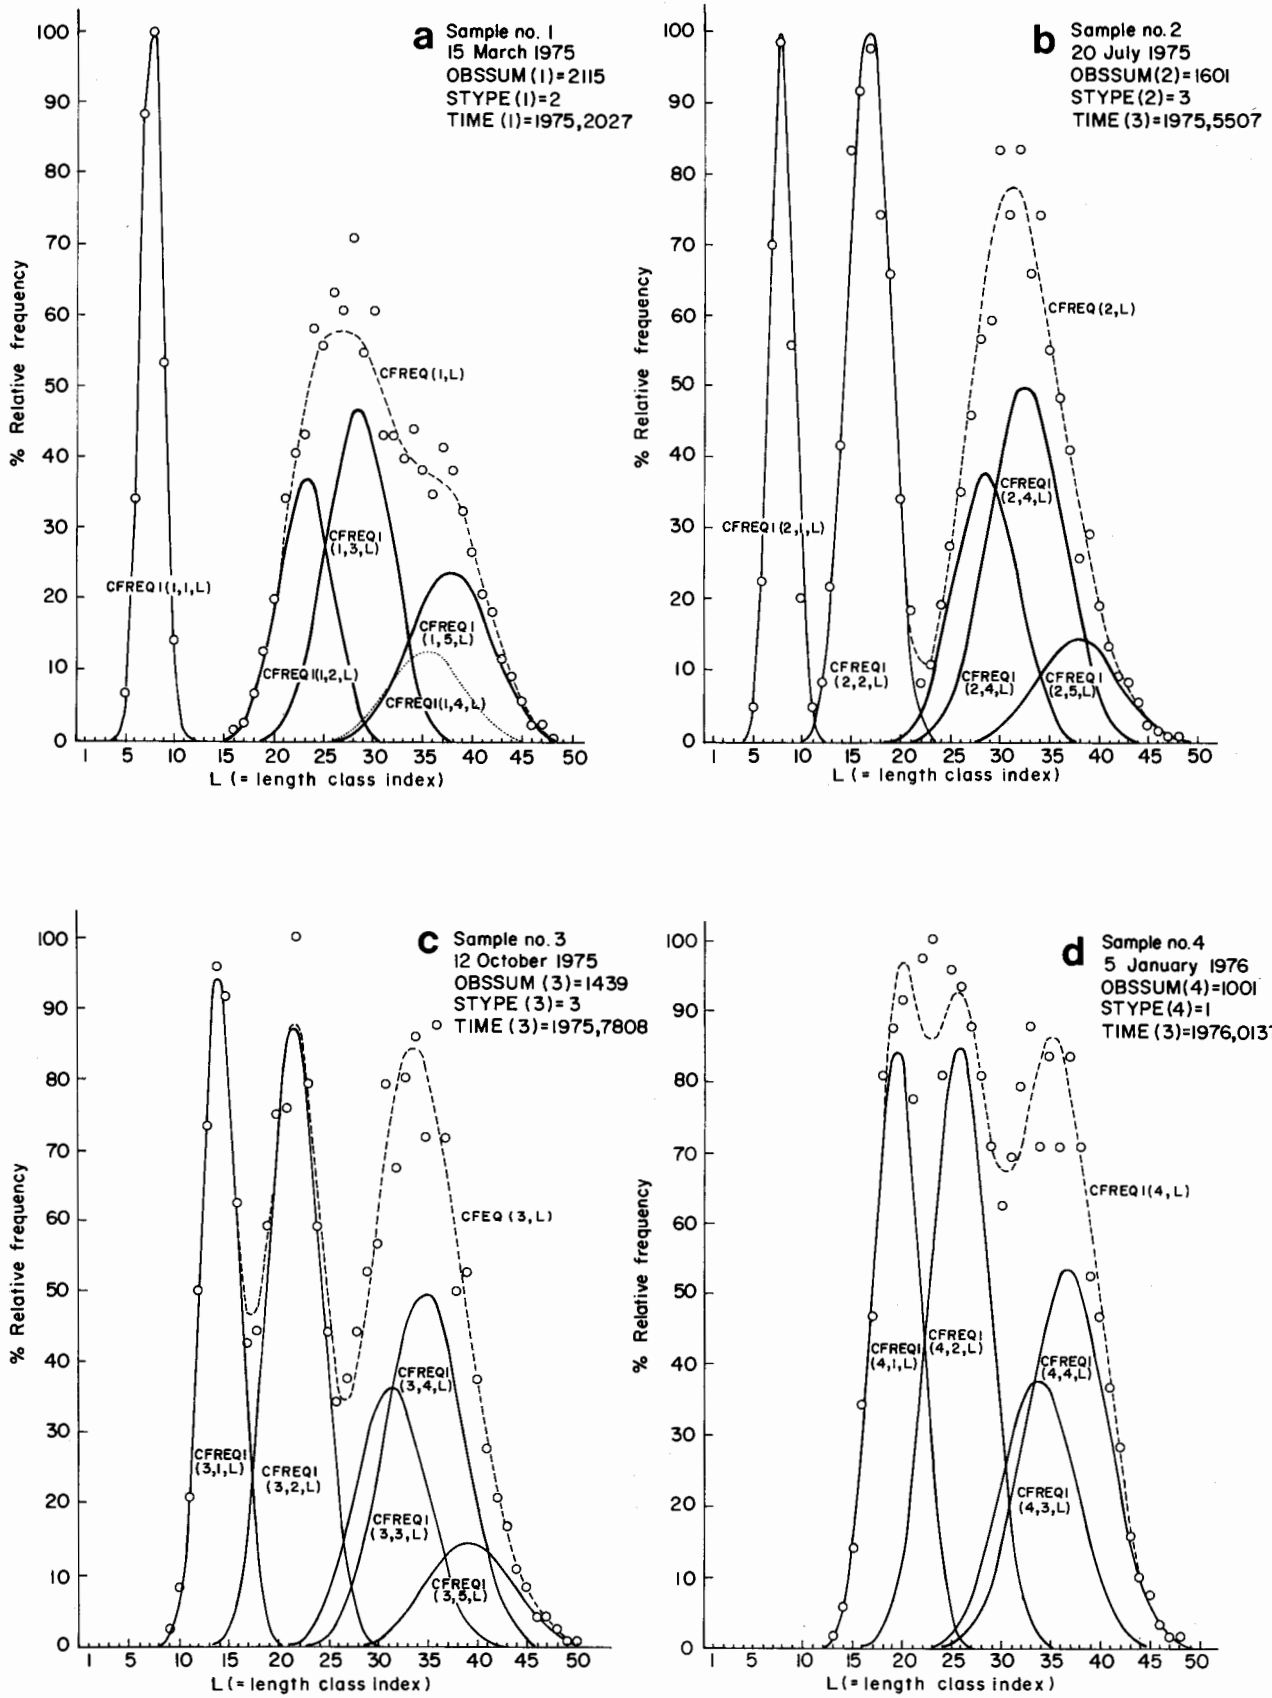 a
Sample no. 1
15 March 1975
OBSSUM (1)=2115
STYPE (1)=2
TIME (1)=1975,2027
% Relative frequency
100
90
80
70
60
50
40
30
20
10
0
CFREQ (1,L)
CFREQ1
(1,3,L)
CFREQ1(1,1,L)
CFREQ1
(1,5,L)
CFREQ1(1,2,L)
CFREQ1(1,4,L)
1 5 10 15 20 25 30 35 40 45 50
L (= length class index)
b
Sample no. 2
20 July 1975
OBSSUM(2)=1601
STYPE(2)=3
TIME (3)=1975,5507
% Relative frequency
100
90
80
70
60
50
40
30
20
10
0
CFREQ (2,L)
CFREQ1
(2,4,L)
CFREQ1(2,1,L)
CFREQ1
(2,2,L)
CFREQ1
(2,4,L)
CFREQ1
(2,5,L)
1 5 10 15 20 25 30 35 40 45 50
L (= length class index)
c
Sample no. 3
12 October 1975
OBSSUM (3)=1439
STYPE (3)=3
TIME (3)=1975,7808
% Relative frequency
100
90
80
70
60
50
40
30
20
10
0
CFEQ (3,L)
CFREQ1
(3,4,L)
CFREQ1
(3,1,L)
CFREQ1
(3,2,L)
CFREQ1
(3,3,L)
CFREQ1
(3,5,L)
1 5 10 15 20 25 30 35 40 45 50
L (= length class index)
d
Sample no.4
5 January 1976
OBSSUM(4)=1001
STYPE (4)=1
TIME (3)=1976,0137
% Relative frequency
100
90
80
70
60
50
40
30
20
10
0
CFREQ1(4,L)
CFREQ1
(4,1,L)
CFREQ1
(4,2,L)
CFREQ1
(4,4,L)
CFREQ1
(4,3,L)
1 5 10 15 20 25 30 35 40 45 50
L (= length class index)